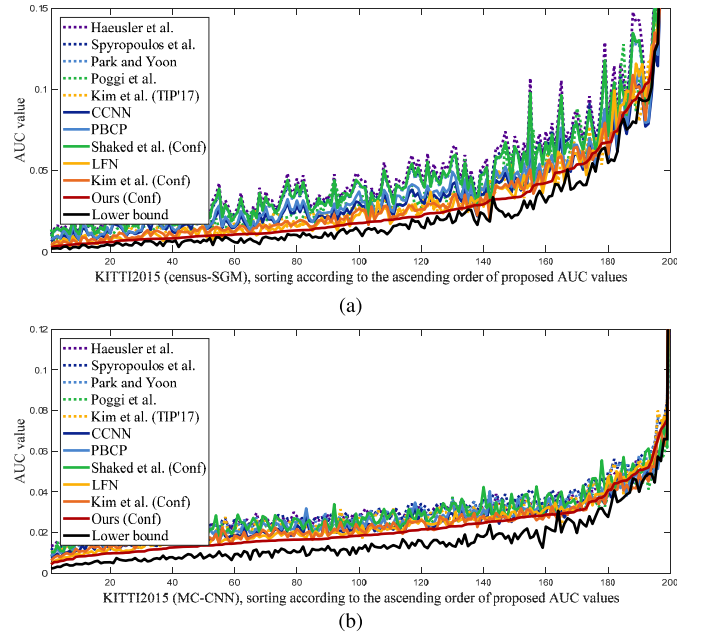 0.15
0.1
0.05
0
AUC value
Haeusler et al.
Spyropoulos et al.
Park and Yoon
Poggi et al.
Kim et al. (TIP'17)
CCNN
PBCP
Shaked et al. (Conf)
LFN
Kim et al. (Conf)
Ours (Conf)
Lower bound
20 40 60 80 100 120 140 160 180 200
KITTI2015 (census-SGM), sorting according to the ascending order of proposed AUC values
(a)
0.12
0.1
0.08
0.06
0.04
0.02
0
AUC value
Haeusler et al.
Spyropoulos et al.
Park and Yoon
Poggi et al.
Kim et al. (TIP'17)
CCNN
PBCP
Shaked et al. (Conf)
LFN
Kim et al. (Conf)
Ours (Conf)
Lower bound
20 40 60 80 100 120 140 160 180 200
KITTI2015 (MC-CNN), sorting according to the ascending order of proposed AUC values
(b)